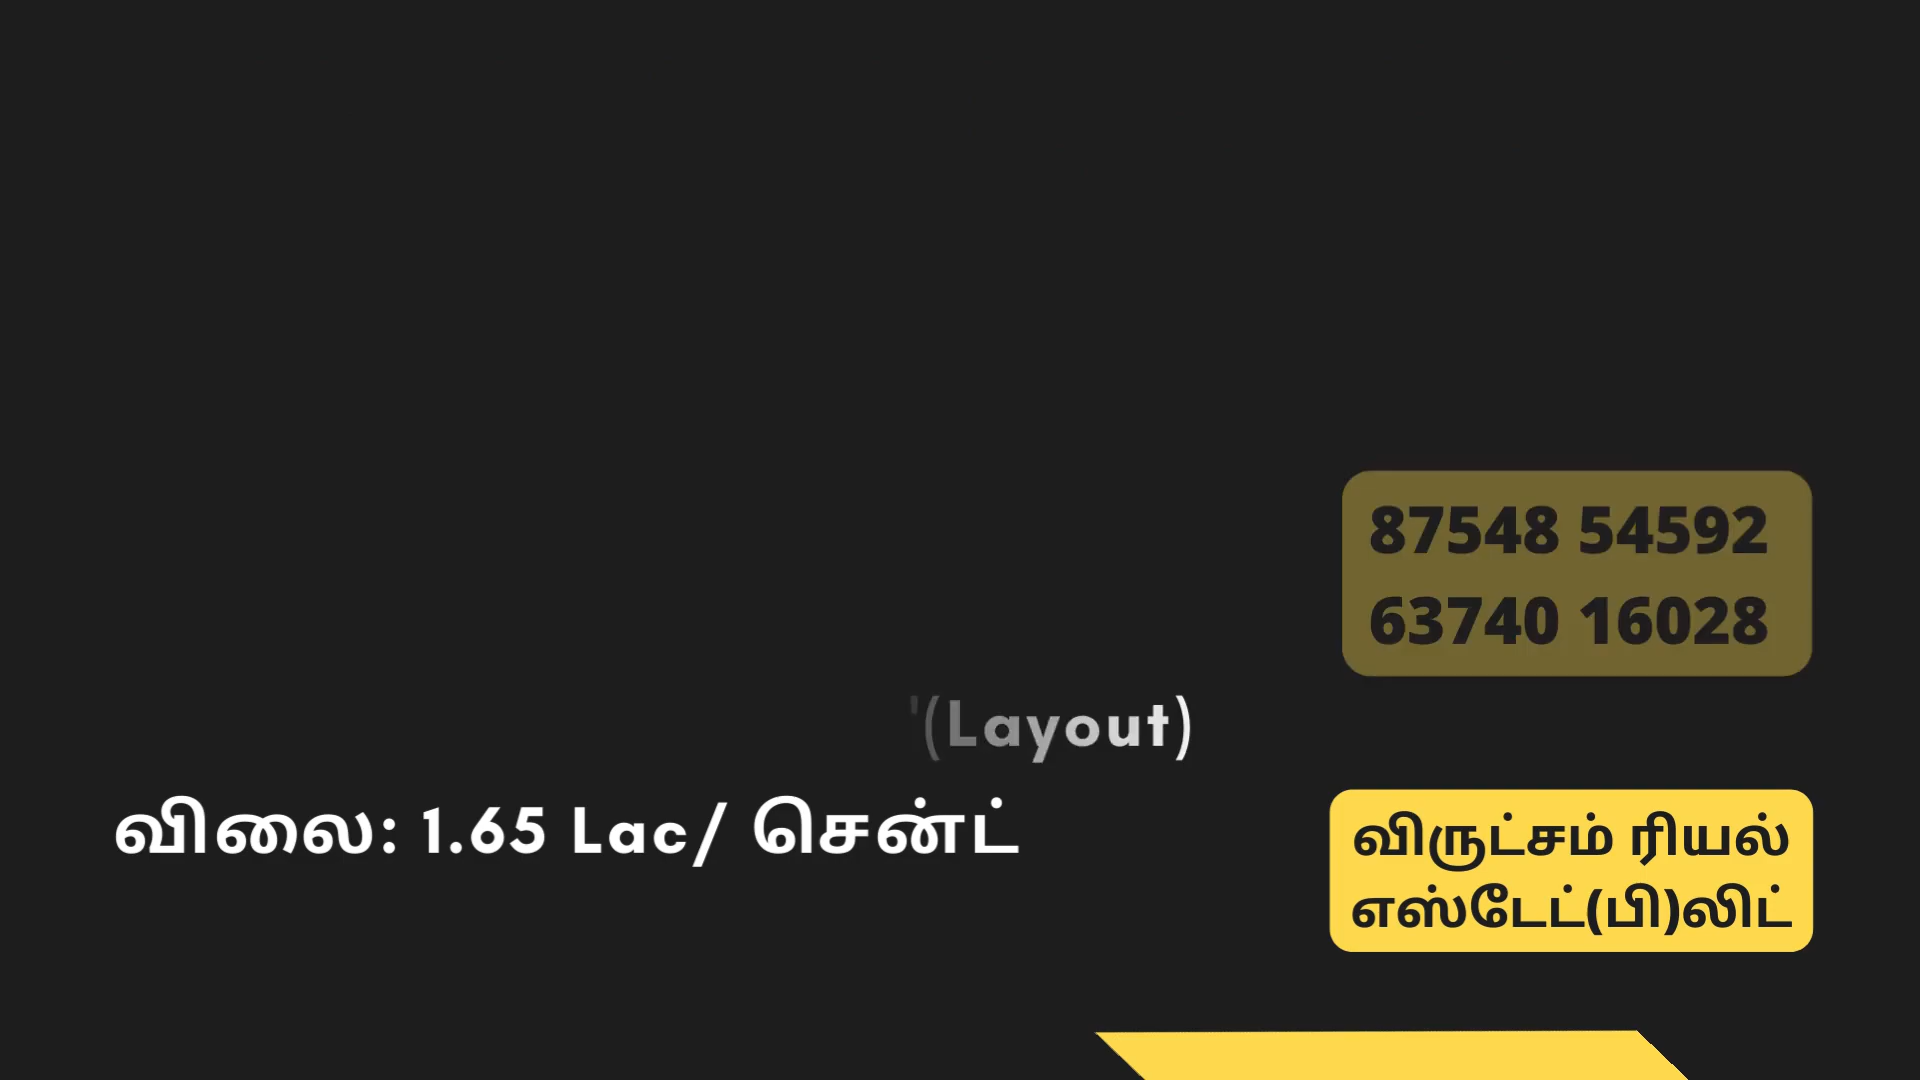 87548 54592
63740 16028
'(Layout)
விலை: 1.65 Lac/ சென்ட்
விருட்சம் ரியல்
எஸ்டேட்(பி)லிட்